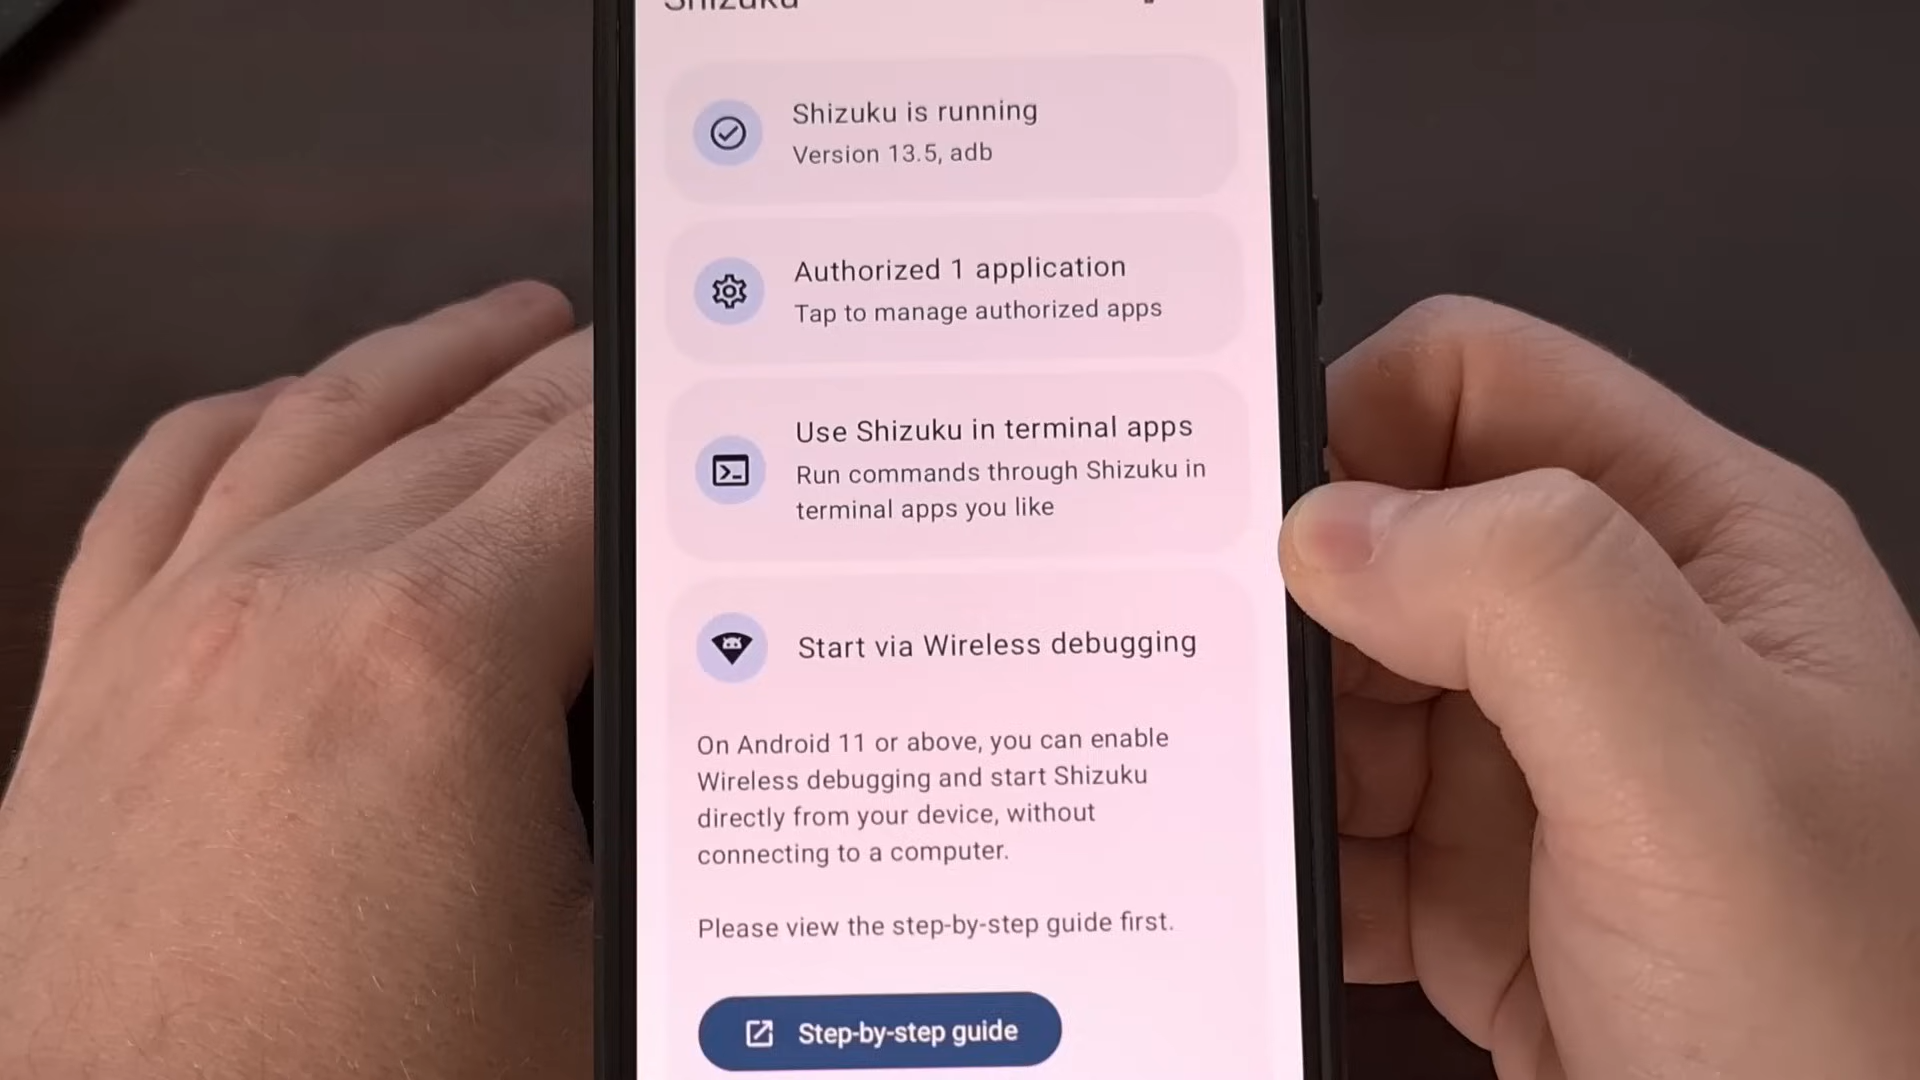 Shizuku
Shizuku is running
Version 13.5, adb
Authorized 1 application
Tap to manage authorized apps
Use Shizuku in terminal apps
Run commands through Shizuku in
terminal apps you like
Start via Wireless debugging
On Android 11 or above, you can enable
Wireless debugging and start Shizuku
directly from your device, without
connecting to a computer.
Please view the step-by-step guide first.
Step-by-step guide